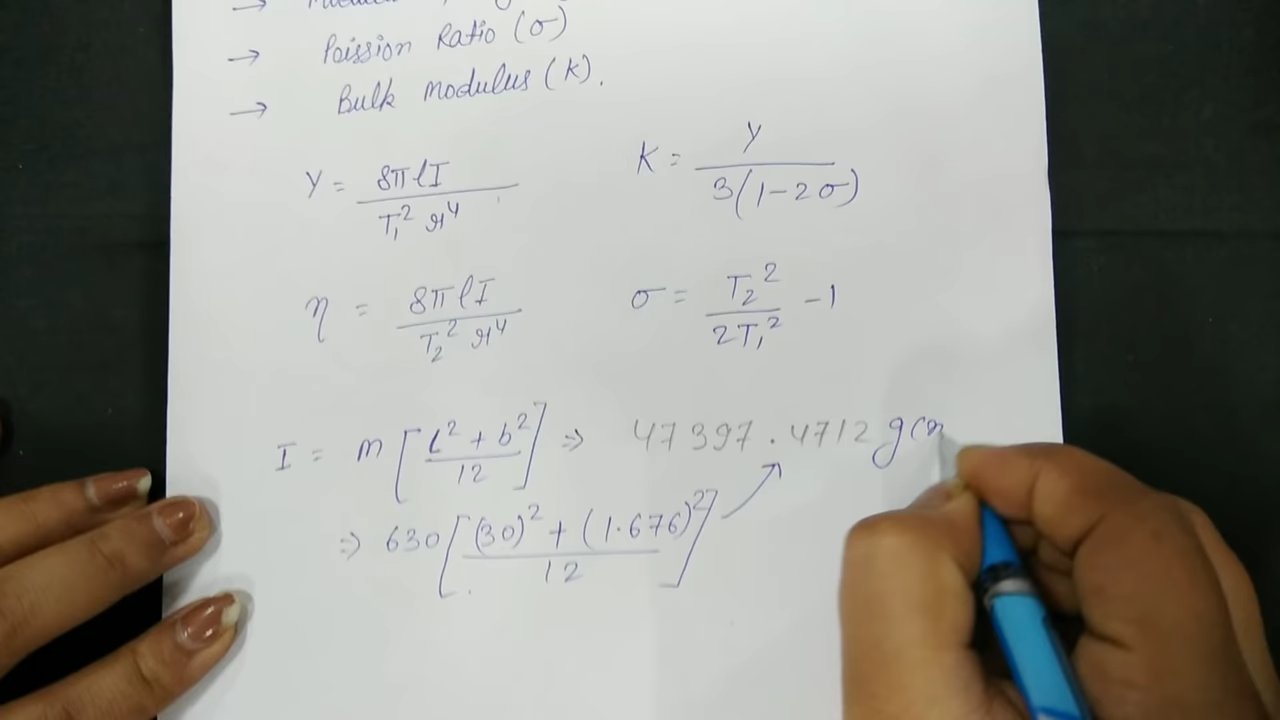 →
→ Poission Ratio (σ)
→ Bulk Modulus (K).
Y = 8πlI / T₁² r⁴
K = Y / 3(1-2σ)
η = 8πlI / T₂² r⁴
σ = T₂² / 2T₁² - 1
I = m [ L² + b² / 12 ] ⇒ 47397.4712 gcm
⇒ 630 [ (30)² + (1.676)² / 12 ]